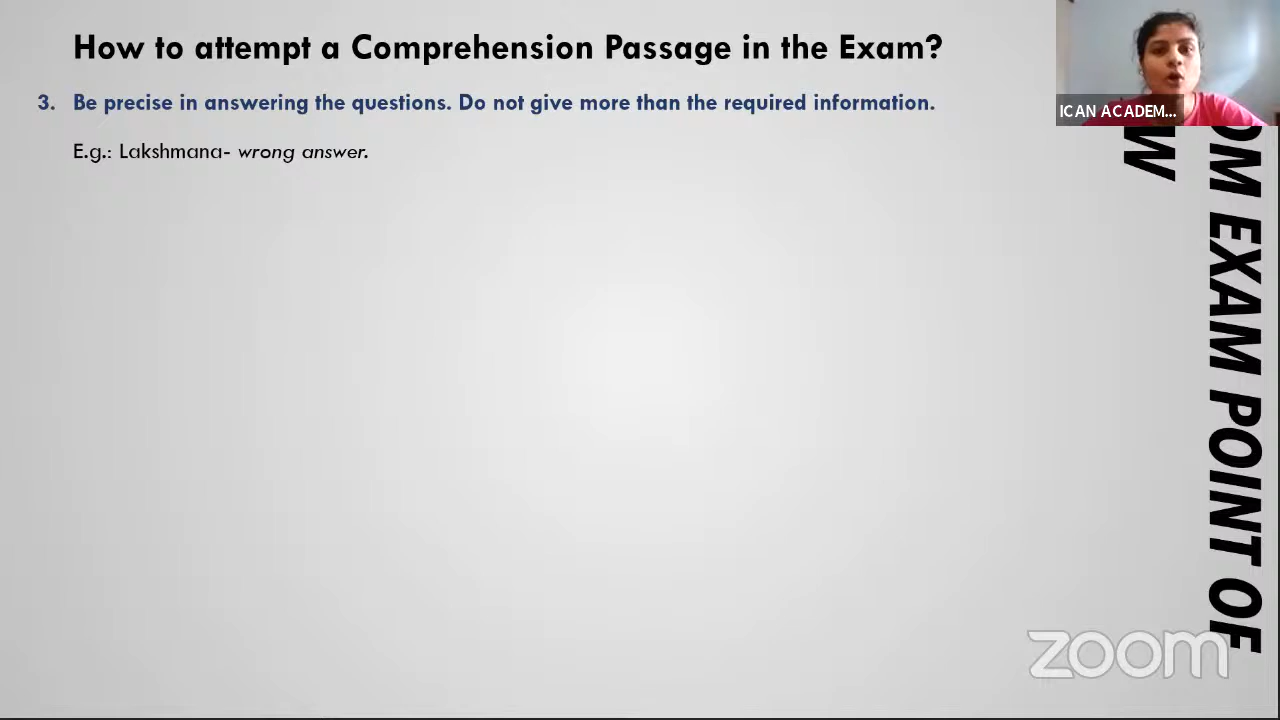 How to attempt a Comprehension Passage in the Exam?
3. Be precise in answering the questions. Do not give more than the required information.
E.g.: Lakshmana- wrong answer.
ICAN ACADEM...
EXAM POINT OF
zoom